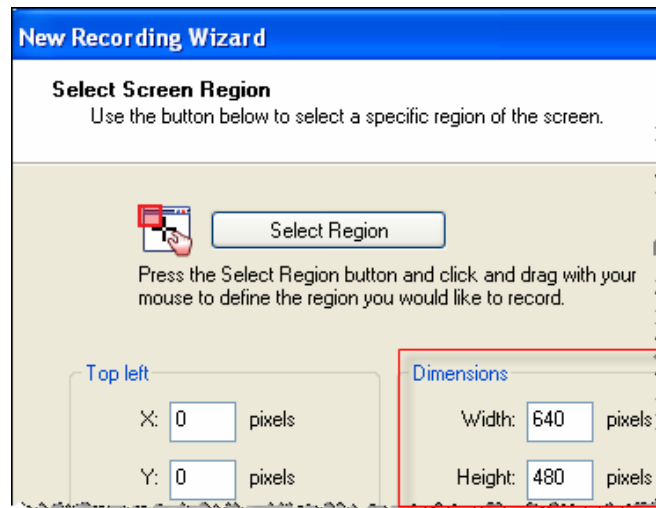 New Recording Wizard
Select Screen Region
Use the button below to select a specific region of the screen.
Select Region
Press the Select Region button and click and drag with your
mouse to define the region you would like to record.
Top left
Dimensions
X: 0 pixels
Width: 640 pixels
Y: 0 pixels
Height: 480 pixels